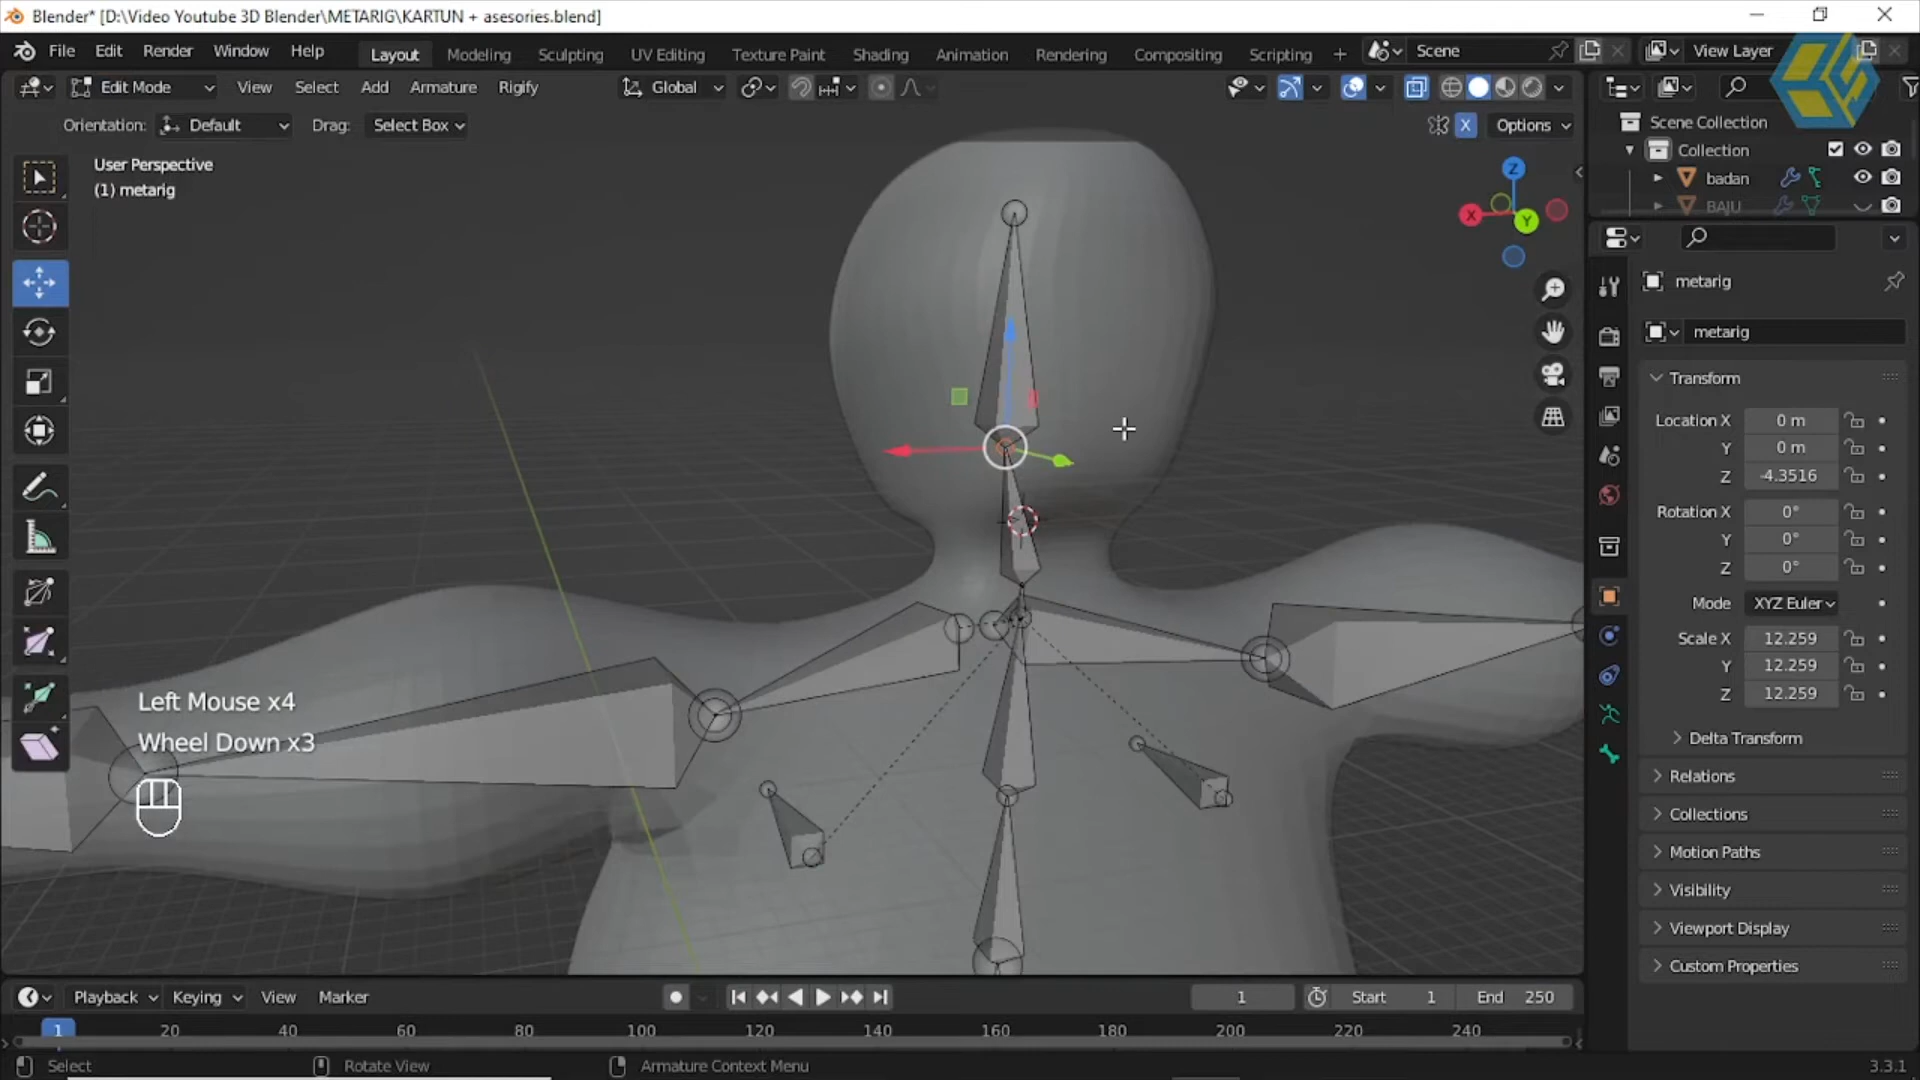 Blender* [D:\Video Youtube 3D Blender\METARIG\KARTUN + asesories.blend]
File Edit Render Window Help
Layout Modeling Sculpting UV Editing Texture Paint Shading Animation Rendering Compositing Scripting +
Scene
View Layer
Edit Mode View Select Add Armature Rigify
Global
Orientation: Default Drag: Select Box
X Options
User Perspective
(1) metarig
Z
X
Y
Scene Collection
Collection
badan
BAJU
metarig
metarig
Transform
Location X 0 m
Y 0 m
Z -4.3516
Rotation X 0°
Y 0°
Z 0°
Mode XYZ Euler
Scale X 12.259
Y 12.259
Z 12.259
Delta Transform
Relations
Collections
Motion Paths
Visibility
Viewport Display
Custom Properties
Left Mouse x4
Wheel Down x3
Playback Keying View Marker
1 Start 1 End 250
1 20 40 60 80 100 120 140 160 180 200 220 240
Select Rotate View Armature Context Menu
3.3.1